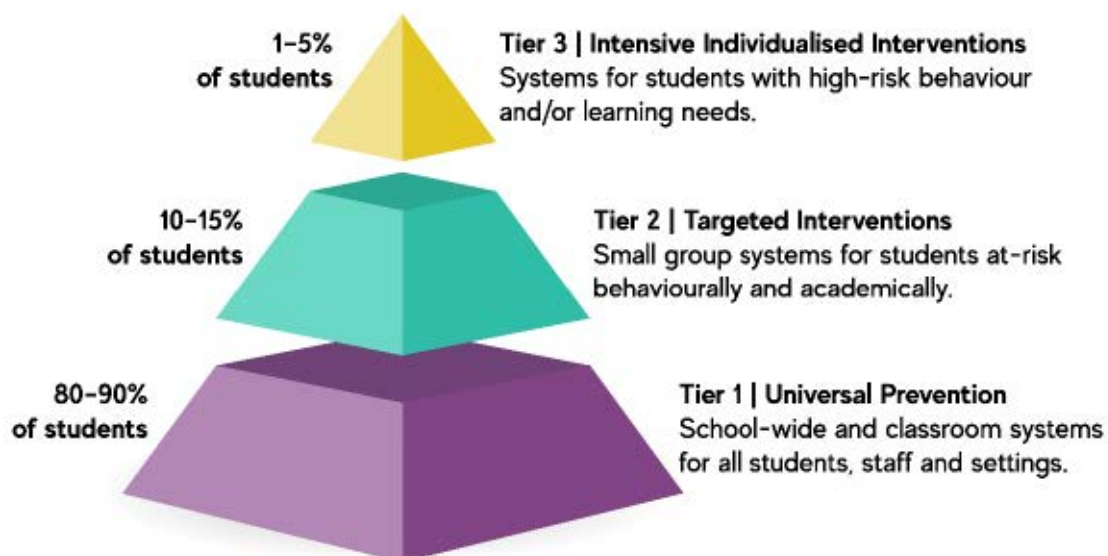 1–5%
of students
Tier 3 | Intensive Individualised Interventions
Systems for students with high-risk behaviour
and/or learning needs.
10–15%
of students
Tier 2 | Targeted Interventions
Small group systems for students at-risk
behaviourally and academically.
80–90%
of students
Tier 1 | Universal Prevention
School-wide and classroom systems
for all students, staff and settings.